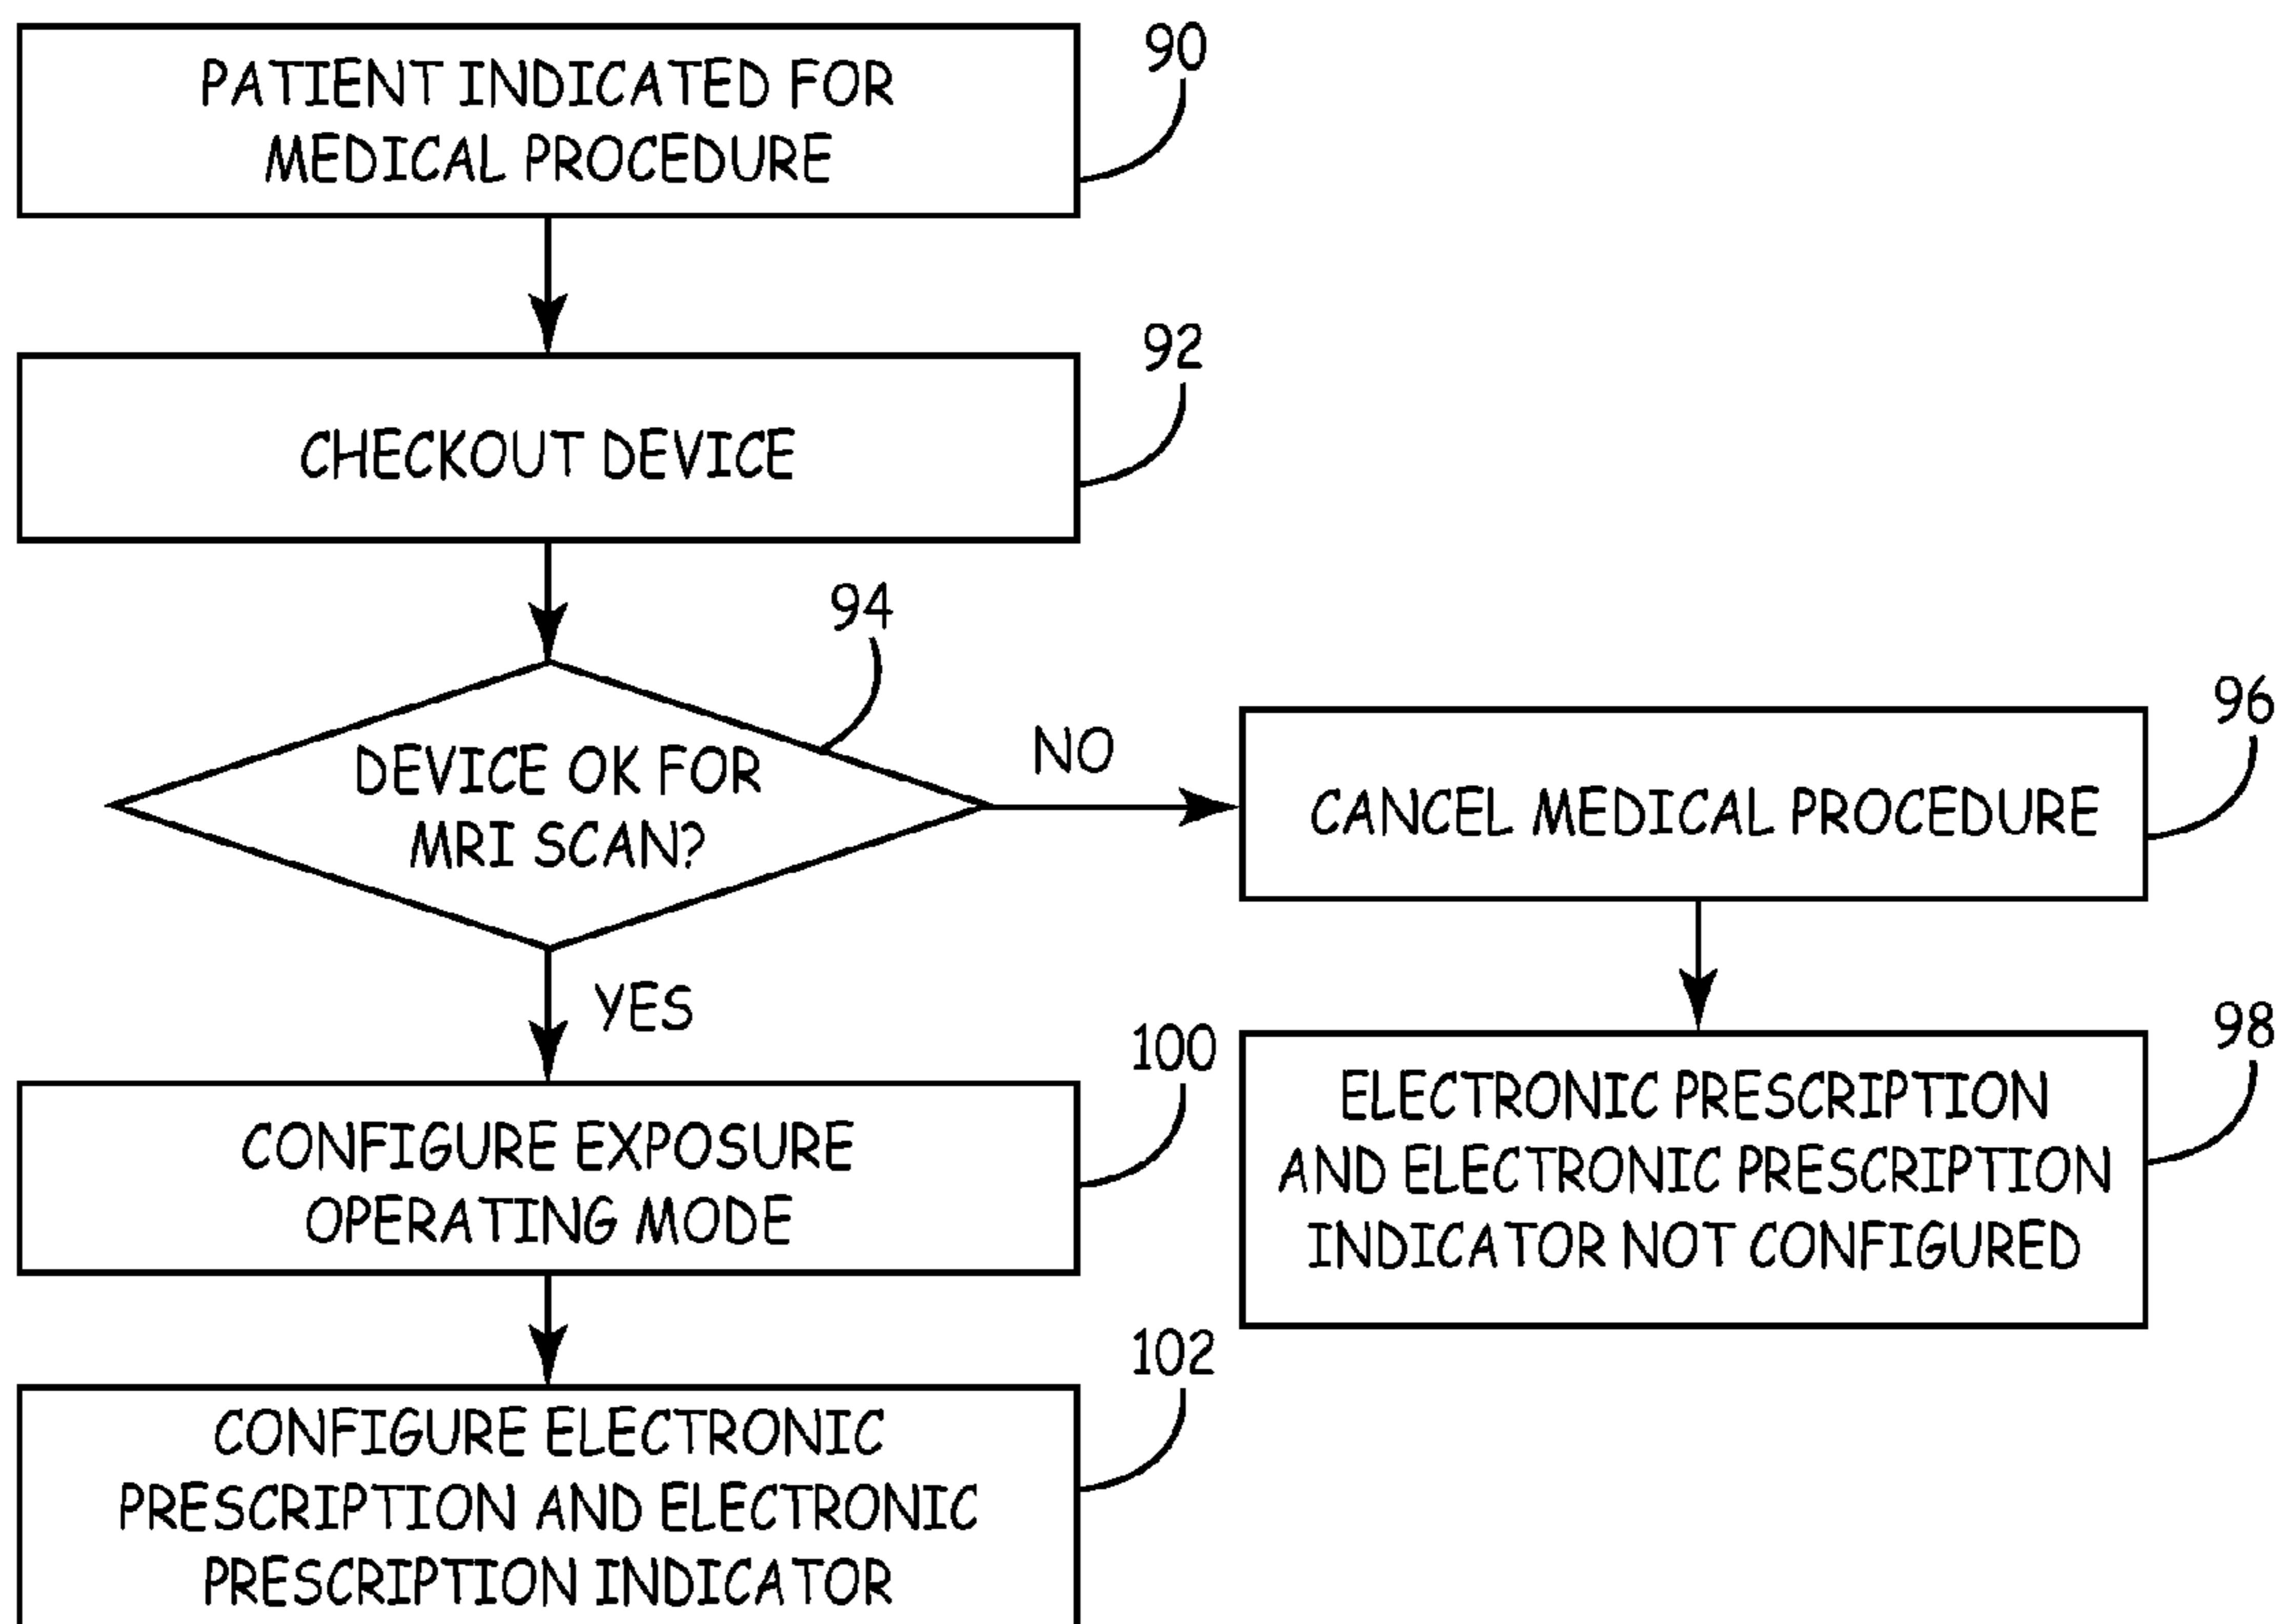 PATIENT INDICATED FOR
MEDICAL PROCEDURE
90
CHECKOUT DEVICE
92
94
DEVICE OK FOR
MRI SCAN?
NO
YES
CANCEL MEDICAL PROCEDURE
96
ELECTRONIC PRESCRIPTION
AND ELECTRONIC PRESCRIPTION
INDICATOR NOT CONFIGURED
98
CONFIGURE EXPOSURE
OPERATING MODE
100
CONFIGURE ELECTRONIC
PRESCRIPTION AND ELECTRONIC
PRESCRIPTION INDICATOR
102